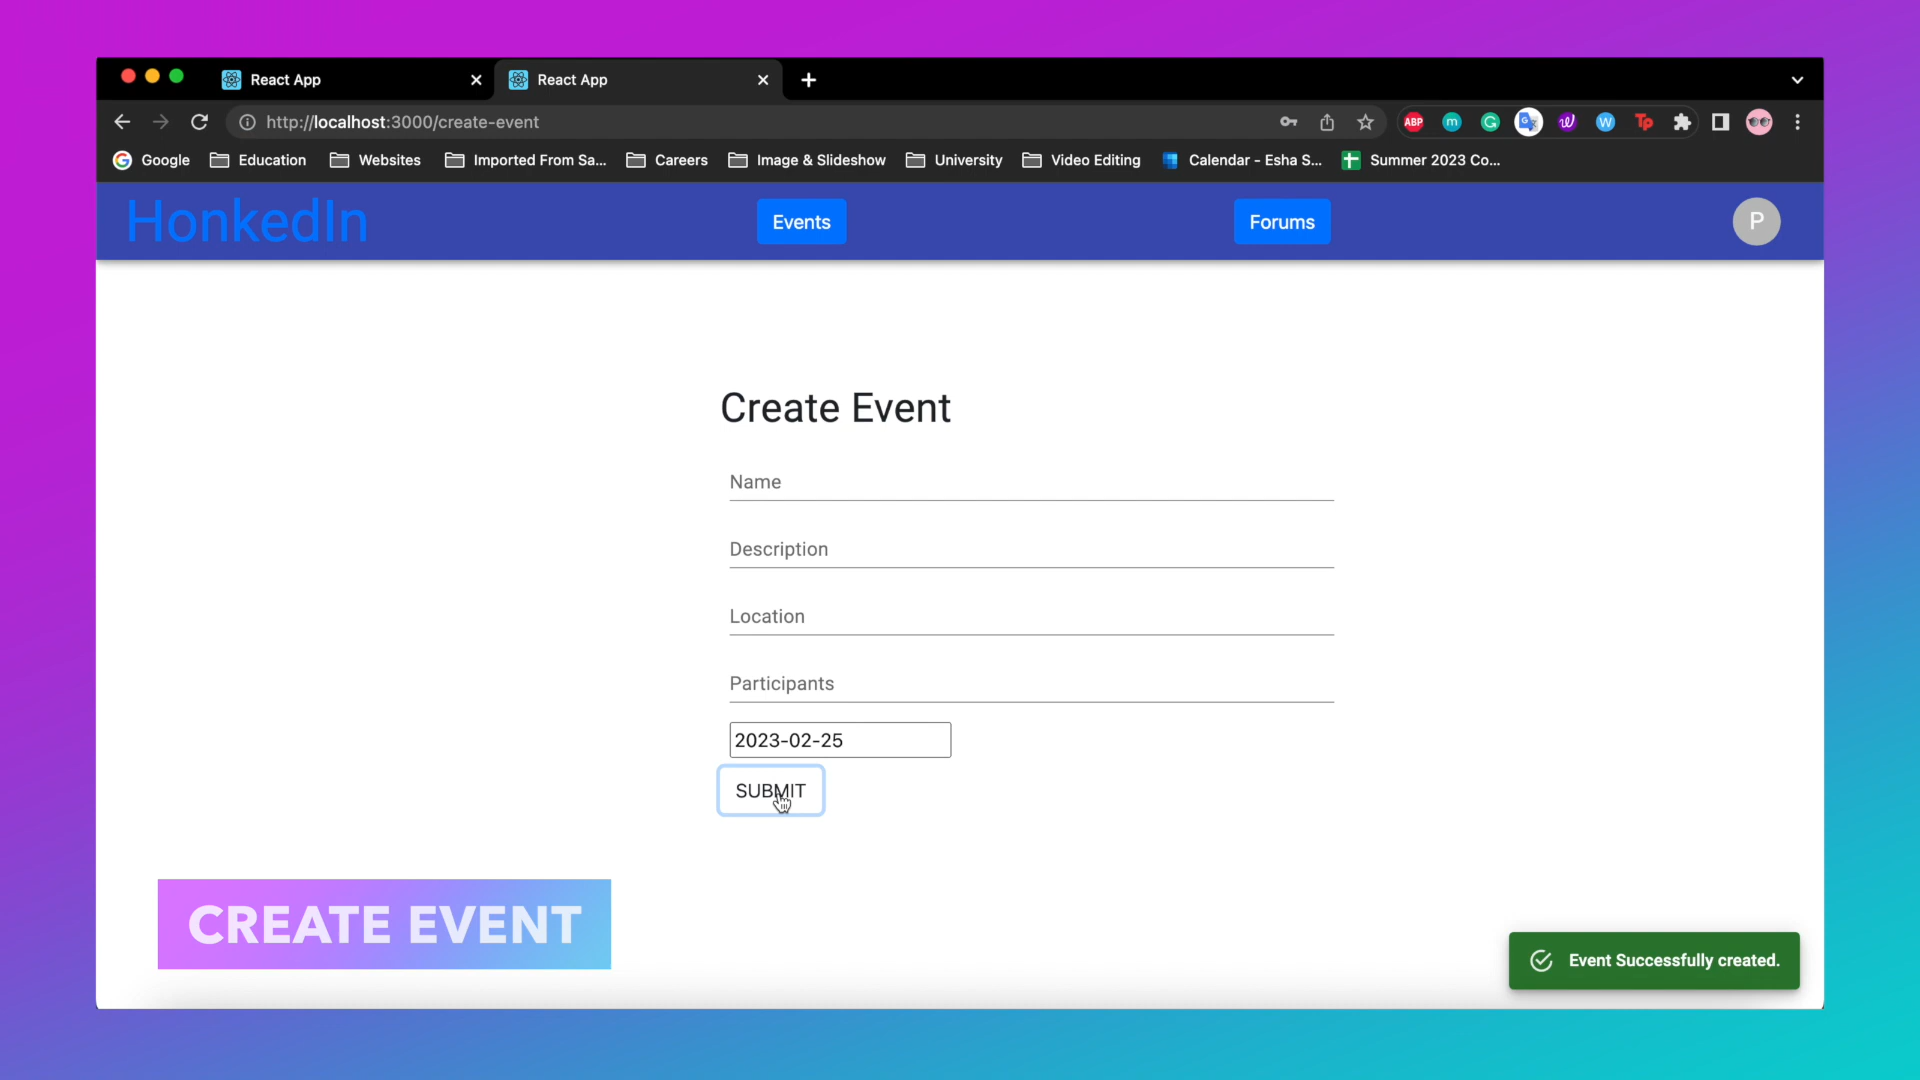 React App
React App
http://localhost:3000/create-event
ABP
m
G
G
W
Tp
G Google
Education
Websites
Imported From Sa...
Careers
Image & Slideshow
University
Video Editing
Calendar - Esha S...
Summer 2023 Co...
HonkedIn
Events
Forums
P
Create Event
Name
Description
Location
Participants
2023-02-25
SUBMIT
CREATE EVENT
Event Successfully created.